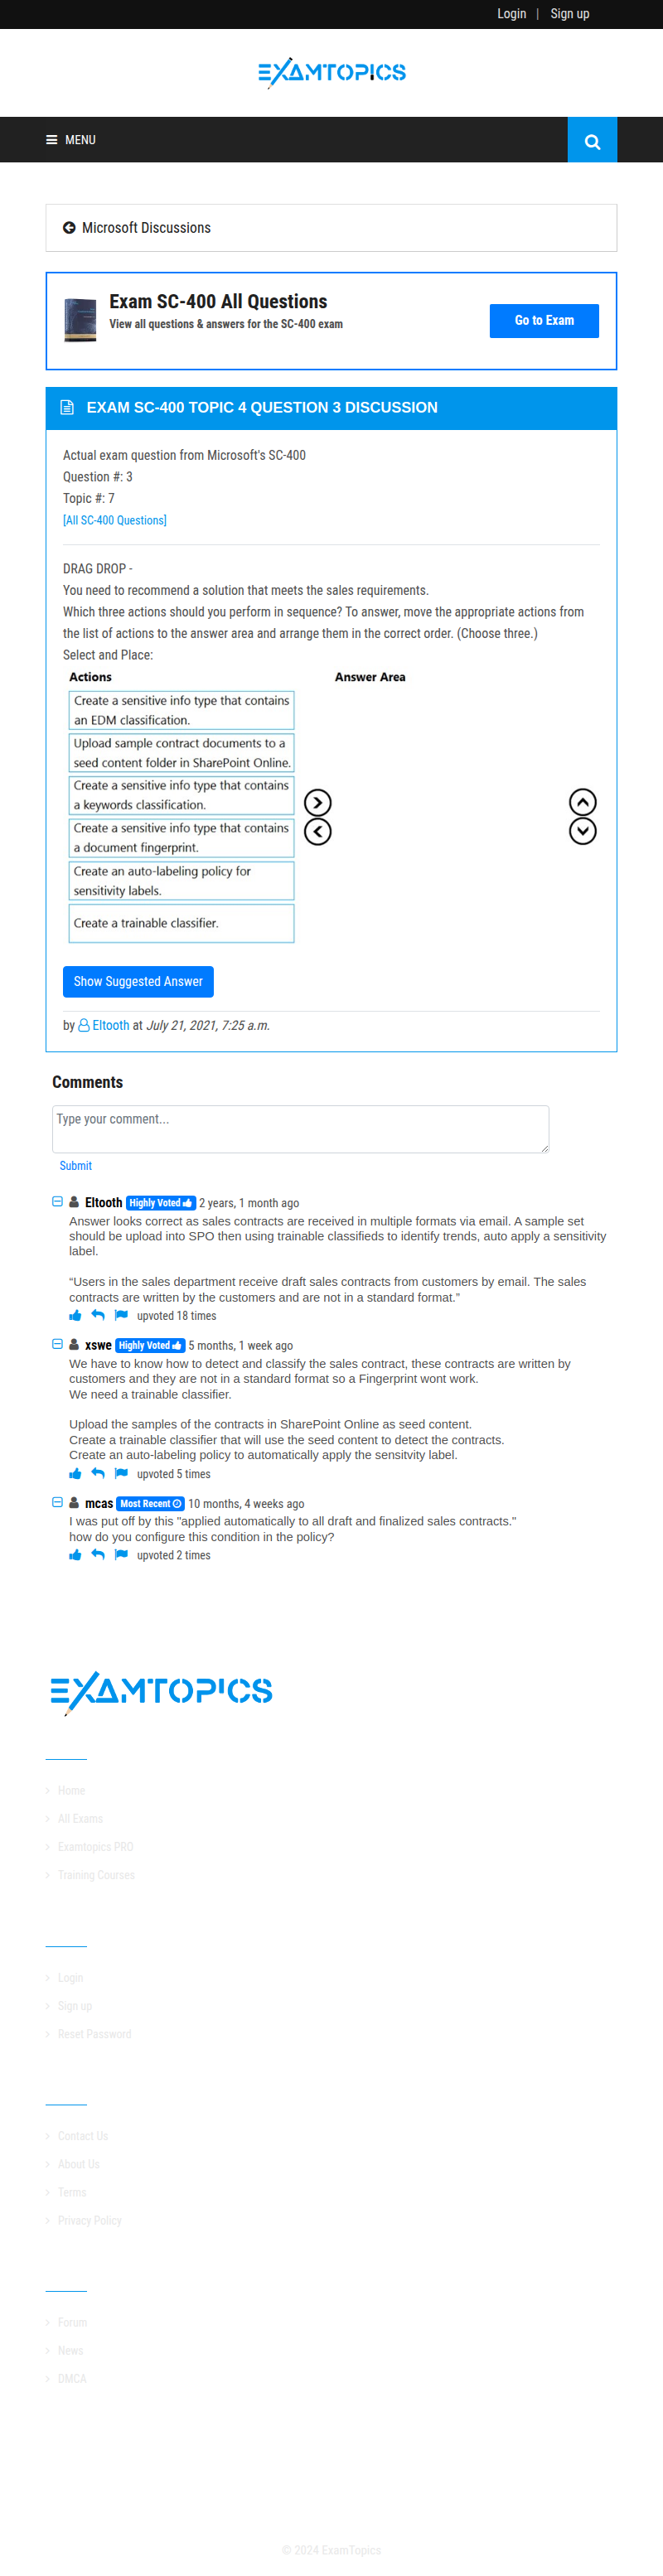 Login | Sign up
EXAMTOPICS
MENU
Microsoft Discussions
Exam SC-400 All Questions
View all questions & answers for the SC-400 exam
Go to Exam
EXAM SC-400 TOPIC 4 QUESTION 3 DISCUSSION
Actual exam question from Microsoft's SC-400
Question #: 3
Topic #: 7
[All SC-400 Questions]
DRAG DROP -
You need to recommend a solution that meets the sales requirements.
Which three actions should you perform in sequence? To answer, move the appropriate actions from
the list of actions to the answer area and arrange them in the correct order. (Choose three.)
Select and Place:
Actions
Answer Area
Create a sensitive info type that contains
an EDM classification.
Upload sample contract documents to a
seed content folder in SharePoint Online.
Create a sensitive info type that contains
a keywords classification.
Create a sensitive info type that contains
a document fingerprint.
Create an auto-labeling policy for
sensitivity labels.
Create a trainable classifier.
Show Suggested Answer
by Eltooth at July 21, 2021, 7:25 a.m.
Comments
Type your comment...
Submit
Eltooth Highly Voted 2 years, 1 month ago
Answer looks correct as sales contracts are received in multiple formats via email. A sample set
should be upload into SPO then using trainable classifieds to identify trends, auto apply a sensitivity
label.
“Users in the sales department receive draft sales contracts from customers by email. The sales
contracts are written by the customers and are not in a standard format.”
upvoted 18 times
xswe Highly Voted 5 months, 1 week ago
We have to know how to detect and classify the sales contract, these contracts are written by
customers and they are not in a standard format so a Fingerprint wont work.
We need a trainable classifier.
Upload the samples of the contracts in SharePoint Online as seed content.
Create a trainable classifier that will use the seed content to detect the contracts.
Create an auto-labeling policy to automatically apply the sensitvity label.
upvoted 5 times
mcas Most Recent 10 months, 4 weeks ago
I was put off by this "applied automatically to all draft and finalized sales contracts."
how do you configure this condition in the policy?
upvoted 2 times
EXAMTOPICS
Home
All Exams
Examtopics PRO
Training Courses
Login
Sign up
Reset Password
Contact Us
About Us
Terms
Privacy Policy
Forum
News
DMCA
© 2024 ExamTopics